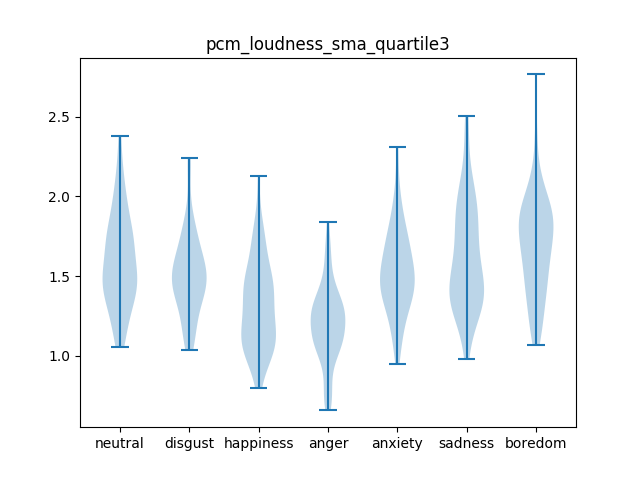 pcm_loudness_sma_quartile3
2.5
2.0
1.5
1.0
neutral disgust happiness anger anxiety sadness boredom